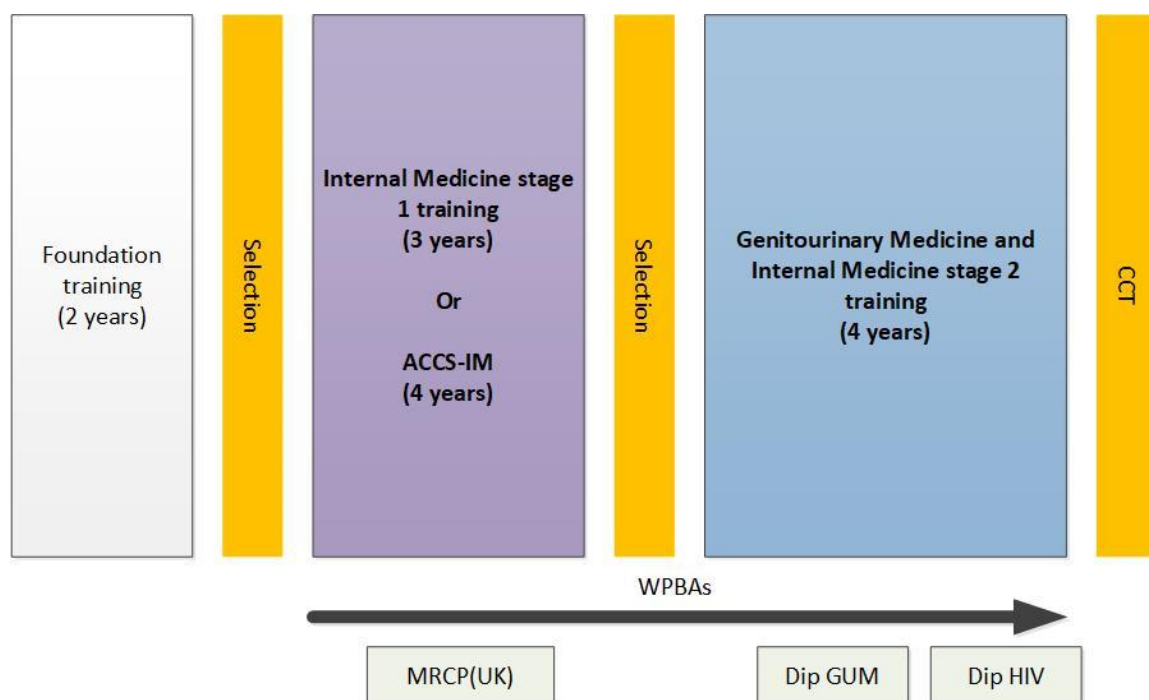 Foundation
training
(2 years)
Selection
Internal Medicine stage
1 training
(3 years)
Or
ACCS-IM
(4 years)
Selection
Genitourinary Medicine and
Internal Medicine stage 2
training
(4 years)
CCT
WPBAs
MRCP(UK)
Dip GUM
Dip HIV